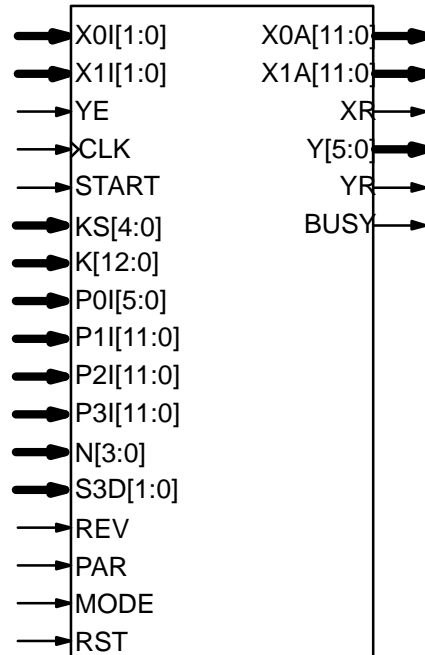 X0I[1:0] X0A[11:0]
X1I[1:0] X1A[11:0]
YE XR
CLK Y[5:0]
START YR
KS[4:0] BUSY
K[12:0]
P0I[5:0]
P1I[11:0]
P2I[11:0]
P3I[11:0]
N[3:0]
S3D[1:0]
REV
PAR
MODE
RST